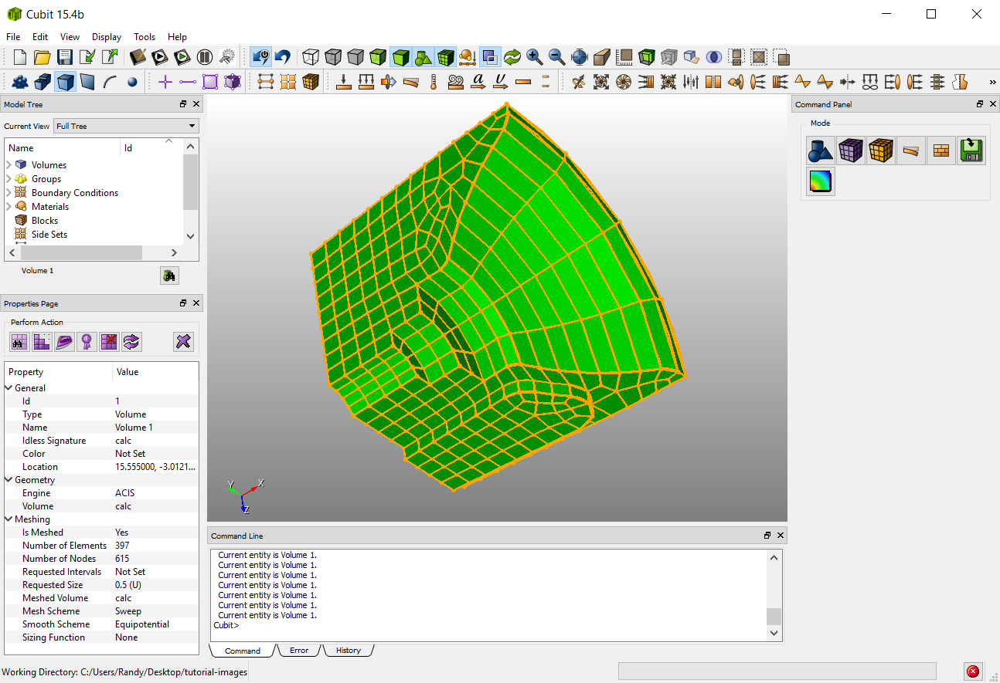 Cubit 15.4b
File Edit View Display Tools Help
Model Tree
Current View Full Tree
Name Id
Volumes
Groups
Boundary Conditions
Materials
Blocks
Side Sets
Volume 1
Properties Page
Perform Action
Property Value
General
Id 1
Type Volume
Name Volume 1
Idless Signature calc
Color Not Set
Location 15.555000, -3.0121...
Geometry
Engine ACIS
Volume calc
Meshing
Is Meshed Yes
Number of Elements 397
Number of Nodes 615
Requested Intervals Not Set
Requested Size 0.5 (U)
Meshed Volume calc
Mesh Scheme Sweep
Smooth Scheme Equipotential
Sizing Function None
Y X
Z
Command Line
Current entity is Volume 1.
Current entity is Volume 1.
Current entity is Volume 1.
Current entity is Volume 1.
Current entity is Volume 1.
Current entity is Volume 1.
Current entity is Volume 1.
Cubit>
Command Error History
Command Panel
Mode
Working Directory: C:/Users/Randy/Desktop/tutorial-images